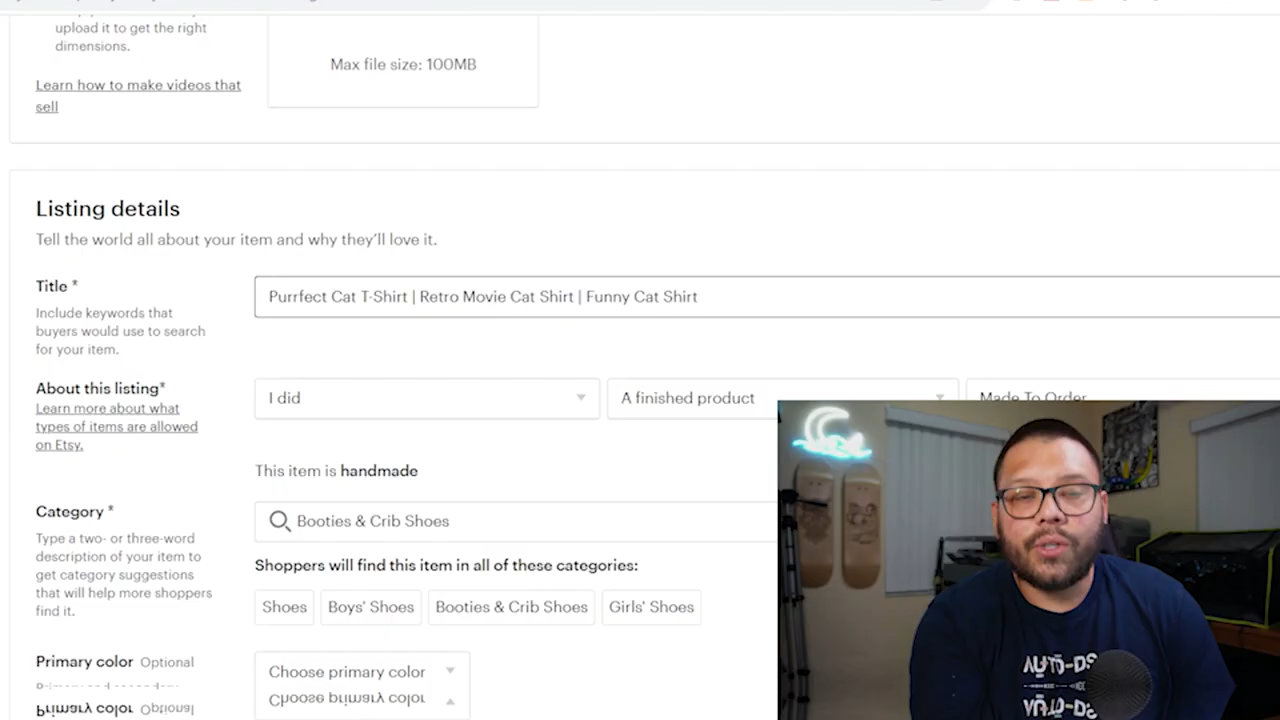 upload it to get the right
dimensions.
Learn how to make videos that
sell
Max file size: 100MB
Listing details
Tell the world all about your item and why they'll love it.
Title *
Include keywords that
buyers would use to search
for your item.
Purrfect Cat T-Shirt | Retro Movie Cat Shirt | Funny Cat Shirt
About this listing*
Learn more about what
types of items are allowed
on Etsy.
I did
A finished product
Made To Order
This item is handmade
Category *
Type a two- or three-word
description of your item to
get category suggestions
that will help more shoppers
find it.
Booties & Crib Shoes
Shoppers will find this item in all of these categories:
Shoes
Boys' Shoes
Booties & Crib Shoes
Girls' Shoes
Primary color Optional
Choose primary color
Primary color Optional
Choose primary color